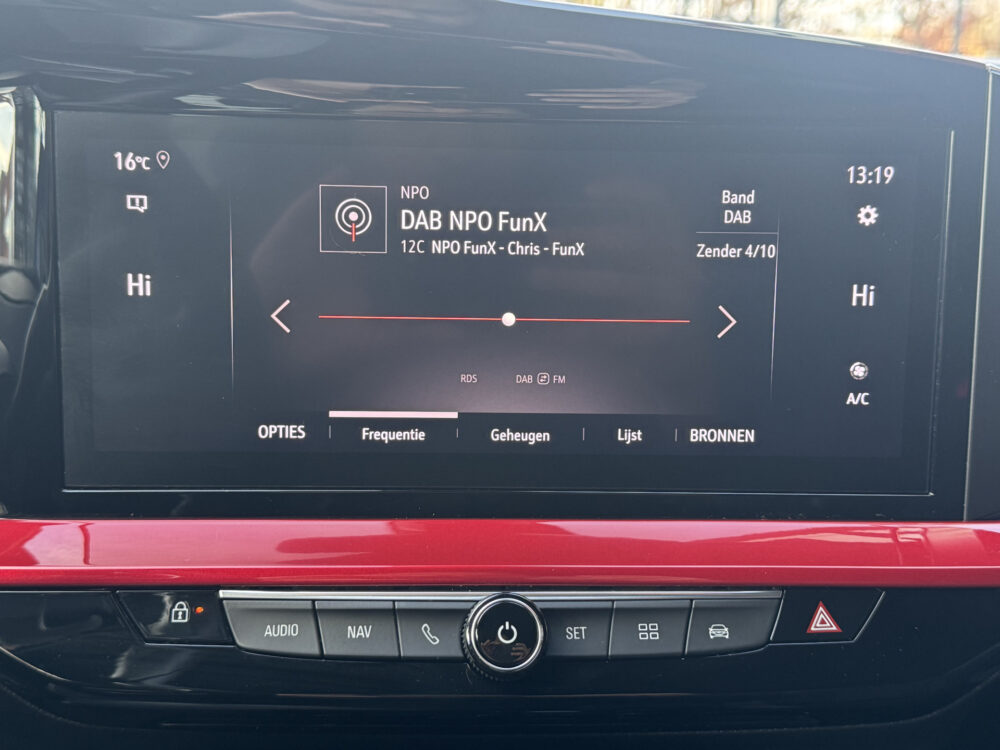 16°C
13:19
NPO
DAB NPO FunX
12C NPO FunX - Chris - FunX
Band
DAB
Zender 4/10
Hi
Hi
RDS
DAB FM
A/C
OPTIES
Frequentie
Geheugen
Lijst
BRONNEN
AUDIO
NAV
SET